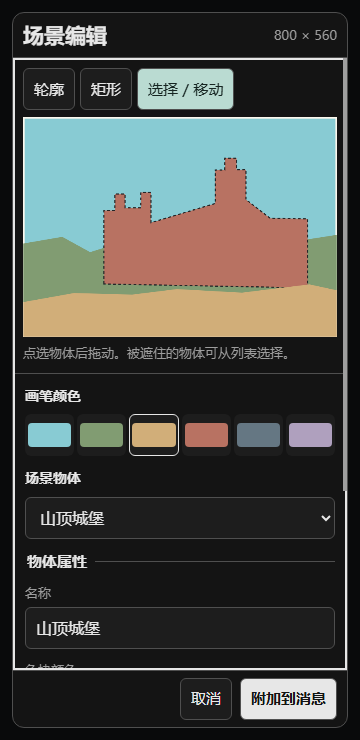 场景编辑 800 × 560
轮廓 矩形 选择 / 移动
点选物体后拖动。被遮住的物体可从列表选择。
画笔颜色
场景物体
山顶城堡
物体属性
名称
山顶城堡
取消 附加到消息